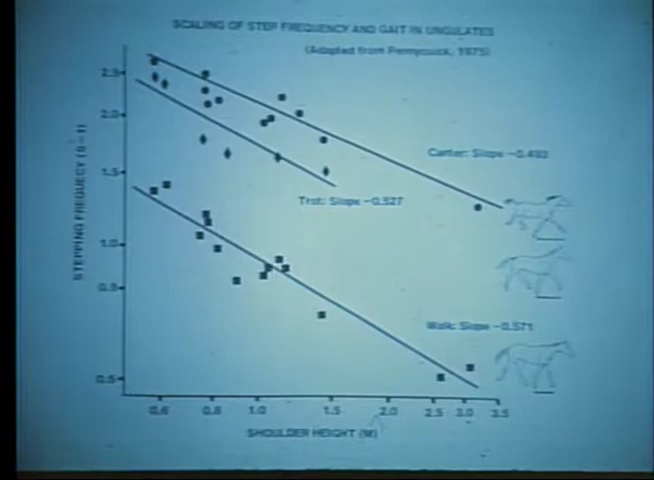 SCALING OF STEP FREQUENCY AND GAIT IN UNGULATES
(Adapted from Pennycuick, 1975)
STEPPING FREQUECY (S-1)
2.5
2.0
1.5
1.0
0.5
Canter: Slope -0.493
Trot: Slope -0.527
Walk: Slope -0.571
0.6
0.8
1.0
1.5
2.0
2.5
3.0
3.5
SHOULDER HEIGHT (M)